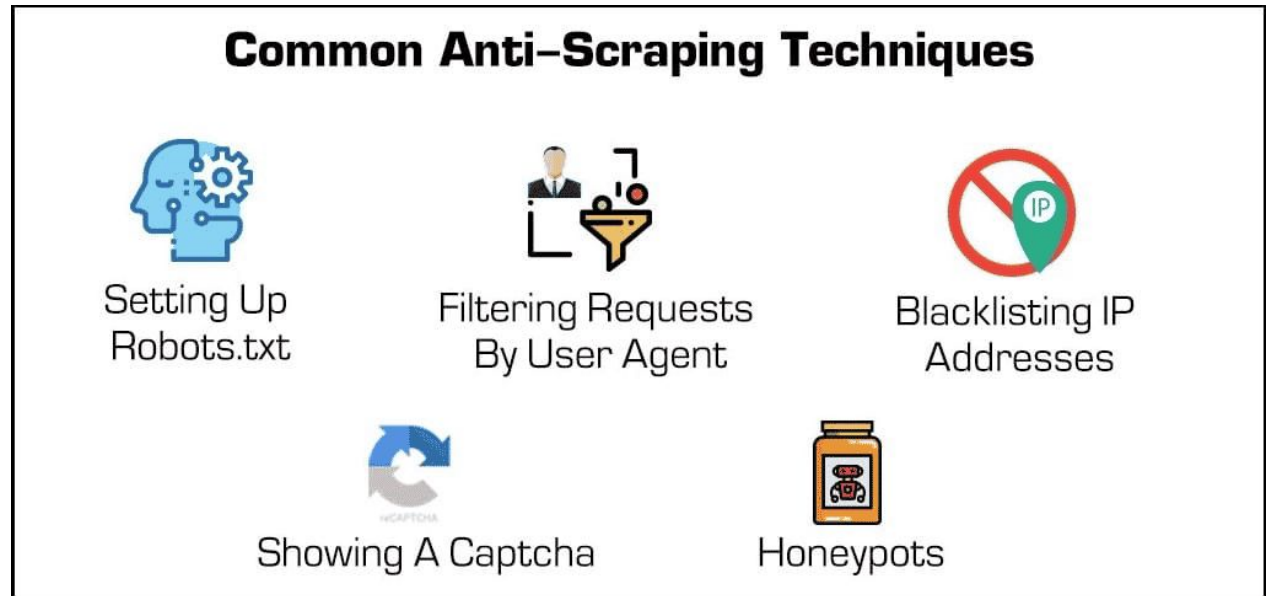 Common Anti-Scraping Techniques
Setting Up
Robots.txt
Filtering Requests
By User Agent
IP
Blacklisting IP
Addresses
reCAPTCHA
Showing A Captcha
Honeypots